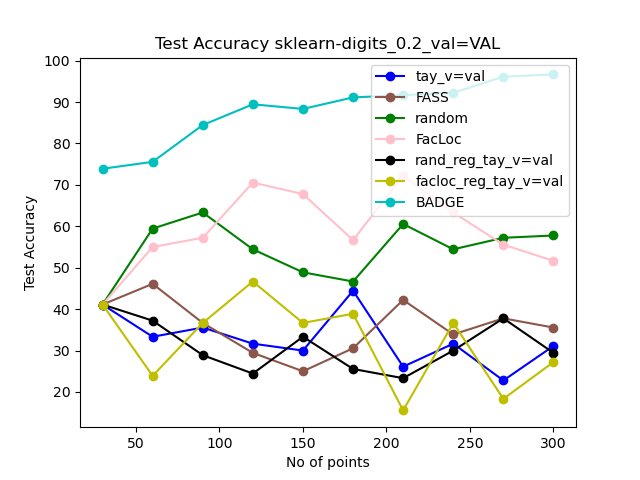 Test Accuracy sklearn-digits_0.2_val=VAL
100
90
80
70
60
50
40
30
20
Test Accuracy
tay_v=val
FASS
random
FacLoc
rand_reg_tay_v=val
facloc_reg_tay_v=val
BADGE
50
100
150
200
250
300
No of points